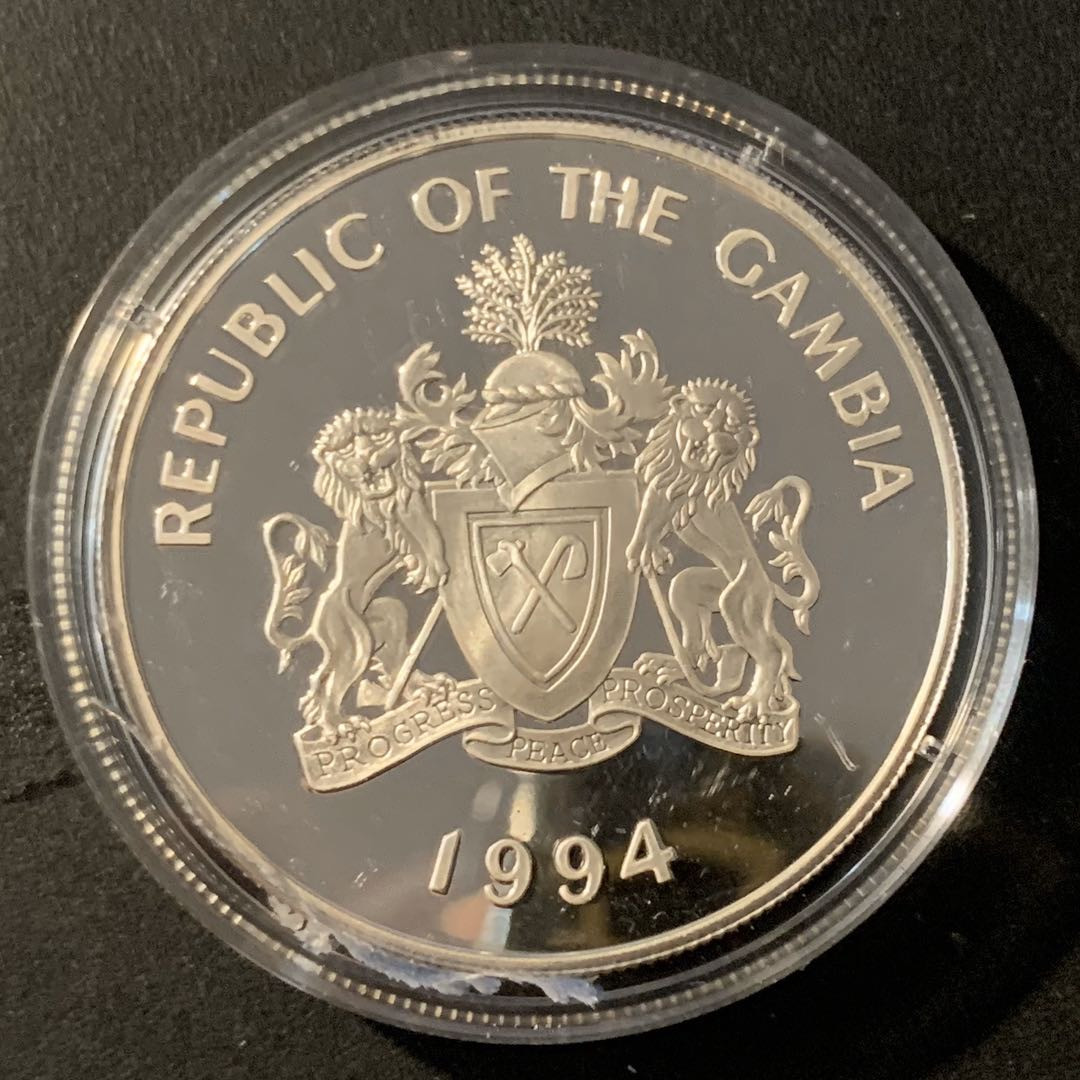 REPUBLIC OF THE GAMBIA
PROGRESS PEACE PROSPERITY
1994